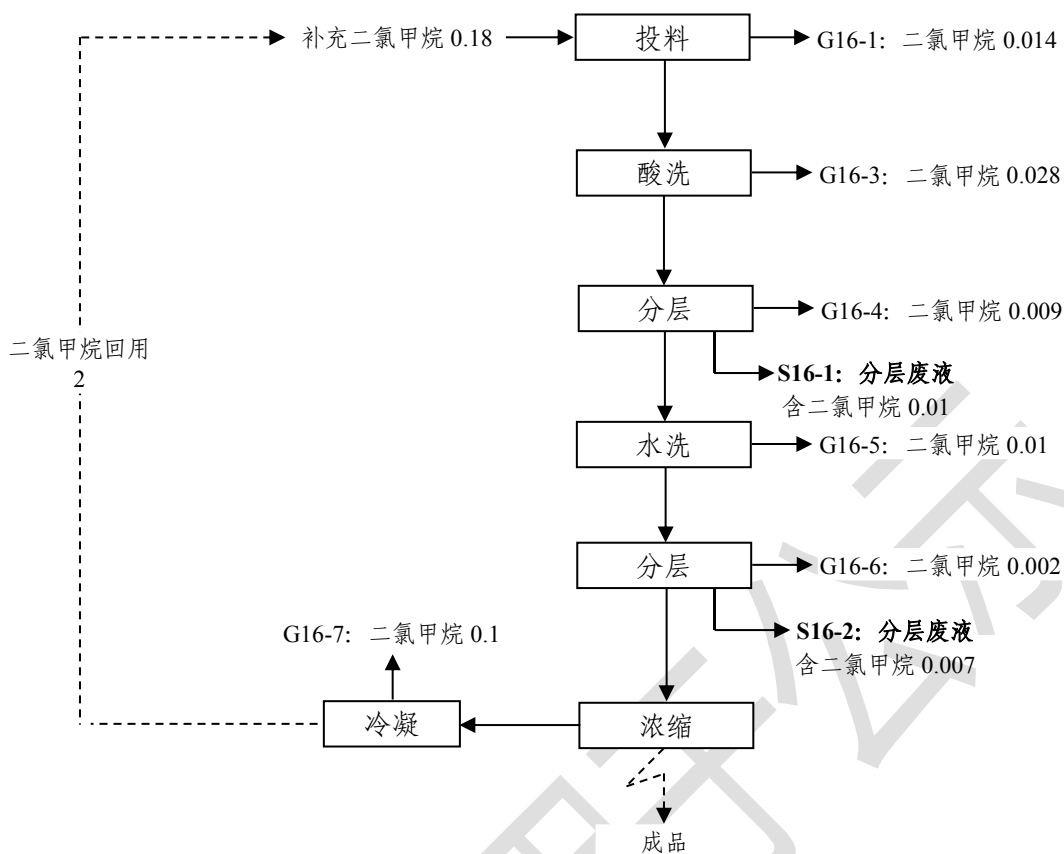 补充二氯甲烷 0.18
投料
G16-1: 二氯甲烷 0.014
酸洗
G16-3: 二氯甲烷 0.028
分层
G16-4: 二氯甲烷 0.009
二氯甲烷回用
2
S16-1: 分层废液
含二氯甲烷 0.01
水洗
G16-5: 二氯甲烷 0.01
分层
G16-6: 二氯甲烷 0.002
G16-7: 二氯甲烷 0.1
S16-2: 分层废液
含二氯甲烷 0.007
冷凝
浓缩
成品
于公示